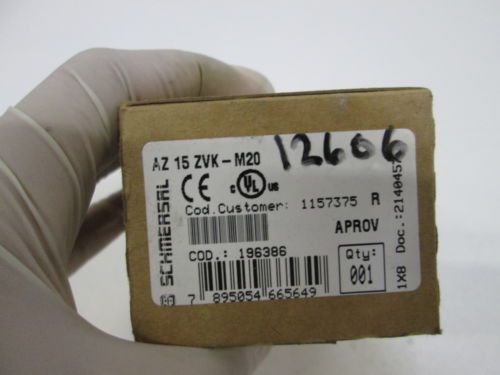 AZ 15 ZVK-M20
12606
SCHMERSAL
CE
c UL us
Cod.Customer: 1157375 R
APROV
COD.: 196386
Qty:
001
7 895054 665649
1X8 Doc.:2140457